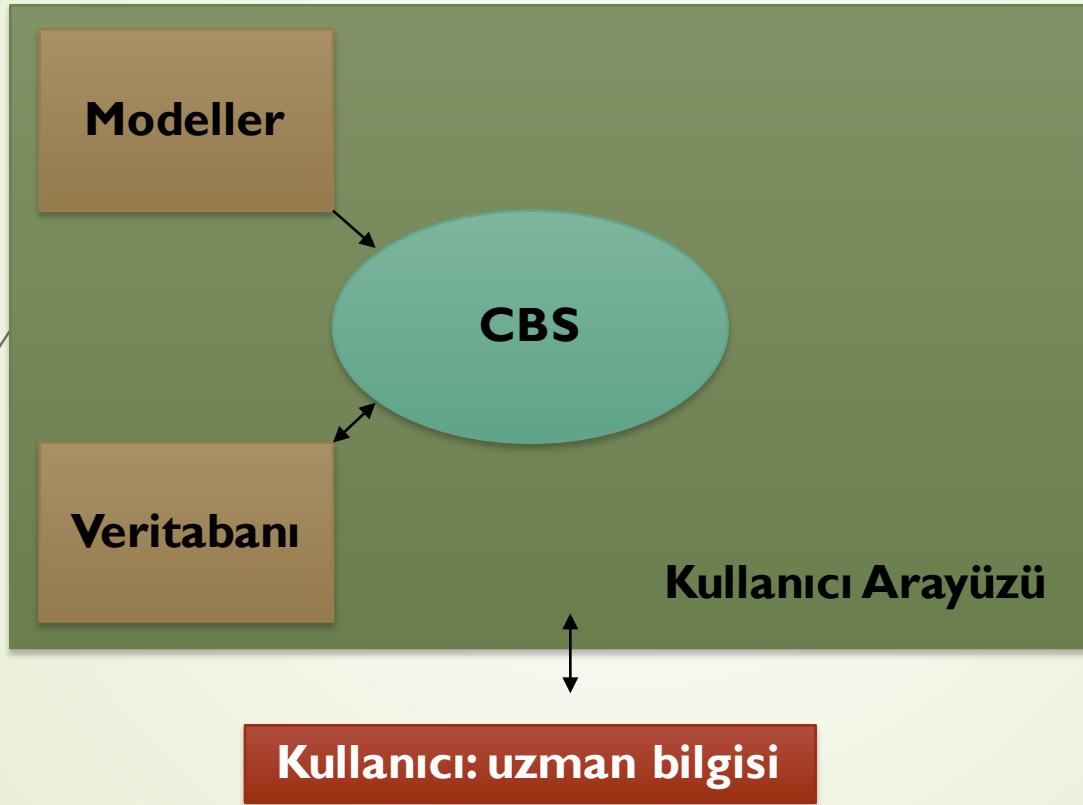 Modeller
CBS
Veritabanı
Kullanıcı Arayüzü
Kullanıcı: uzman bilgisi